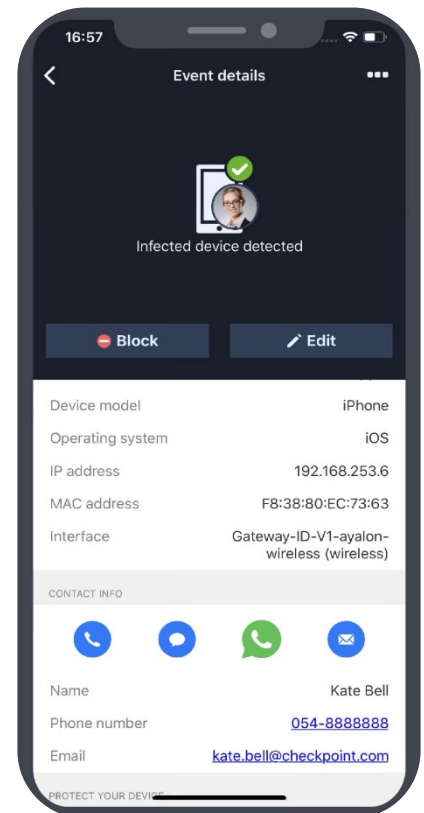 16:57
Event details
Infected device detected
Block
Edit
Device model
iPhone
Operating system
iOS
IP address
192.168.253.6
MAC address
F8:38:80:EC:73:63
Interface
Gateway-ID-V1-ayalon-
wireless (wireless)
CONTACT INFO
Name
Kate Bell
Phone number
054-8888888
Email
kate.bell@checkpoint.com
PROTECT YOUR DEVICE